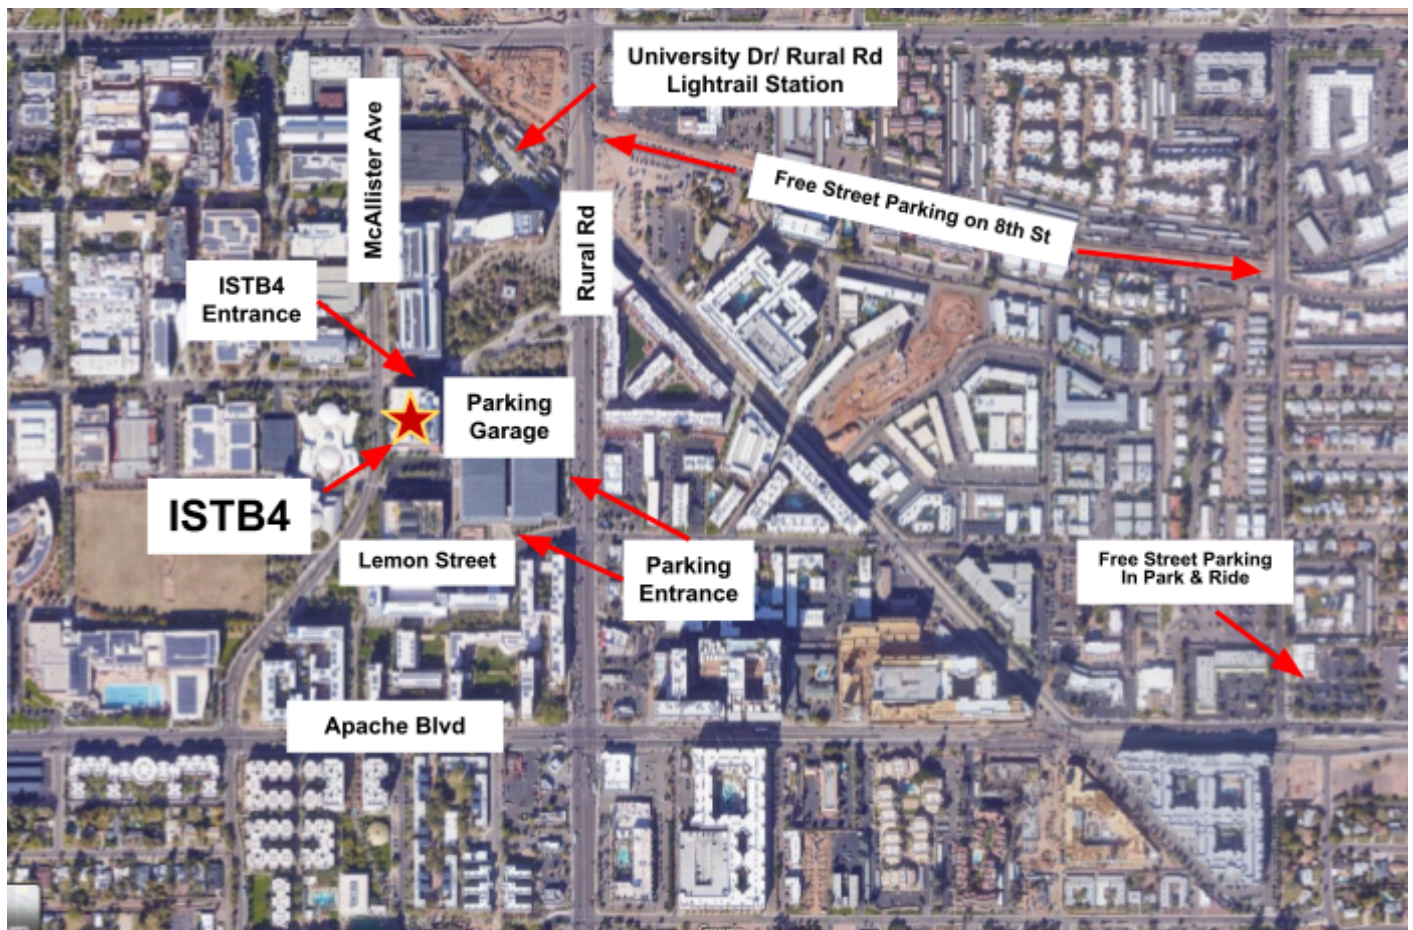 University Dr/ Rural Rd
Lightrail Station
McAllister Ave
Free Street Parking on 8th St
Rural Rd
ISTB4
Entrance
Parking
Garage
ISTB4
Lemon Street
Parking
Entrance
Free Street Parking
In Park & Ride
Apache Blvd